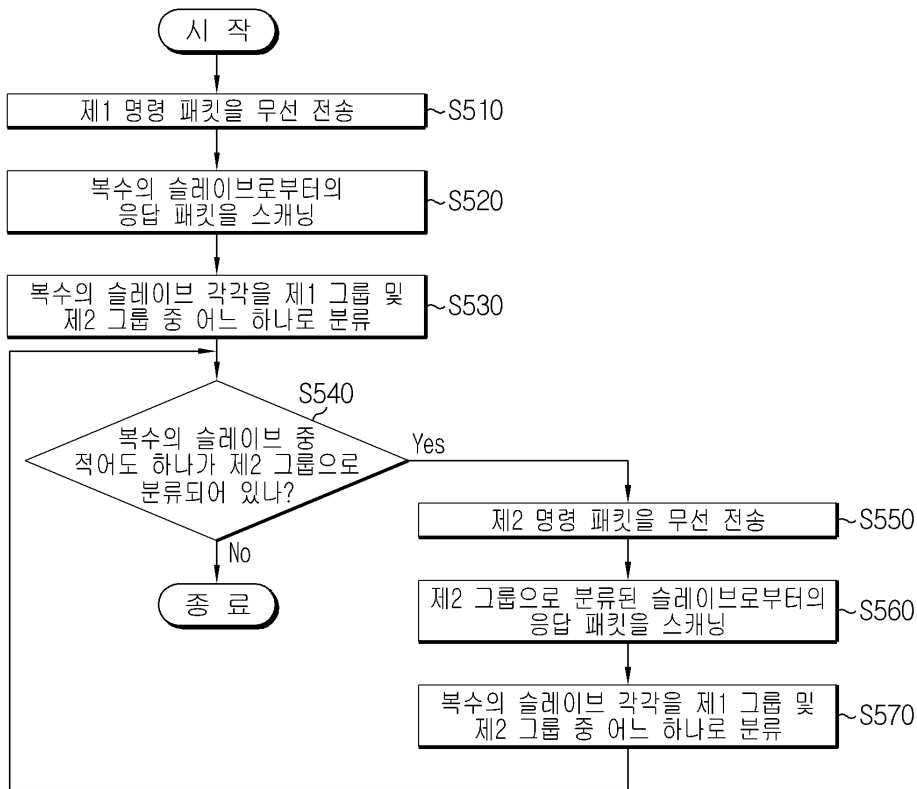 시 작
제1 명령 패킷을 무선 전송
S510
복수의 슬레이브로부터의
응답 패킷을 스캐닝
S520
복수의 슬레이브 각각을 제1 그룹 및
제2 그룹 중 어느 하나로 분류
S530
S540
복수의 슬레이브 중
적어도 하나가 제2 그룹으로
분류되어 있나?
Yes
No
종 료
제2 명령 패킷을 무선 전송
S550
제2 그룹으로 분류된 슬레이브로부터의
응답 패킷을 스캐닝
S560
복수의 슬레이브 각각을 제1 그룹 및
제2 그룹 중 어느 하나로 분류
S570